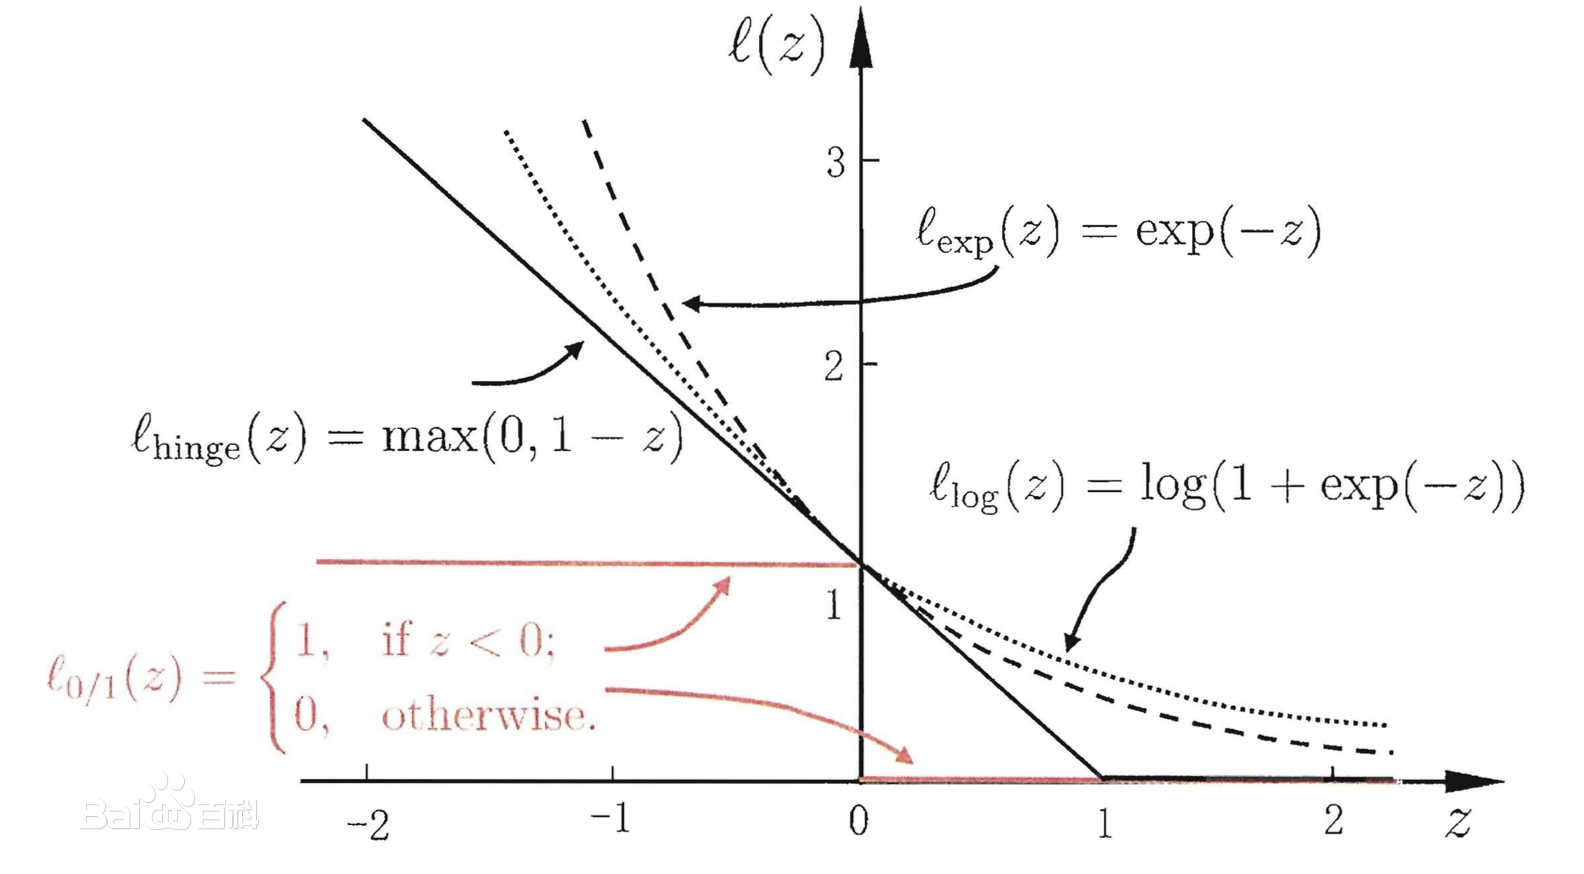 ℓ(z)
3
ℓexp(z) = exp(−z)
2
ℓhinge(z) = max(0, 1 − z)
ℓlog(z) = log(1 + exp(−z))
1
ℓ0/1(z) = { 1, if z < 0;
0, otherwise.
Bai百科
−2 −1 0 1 2 z